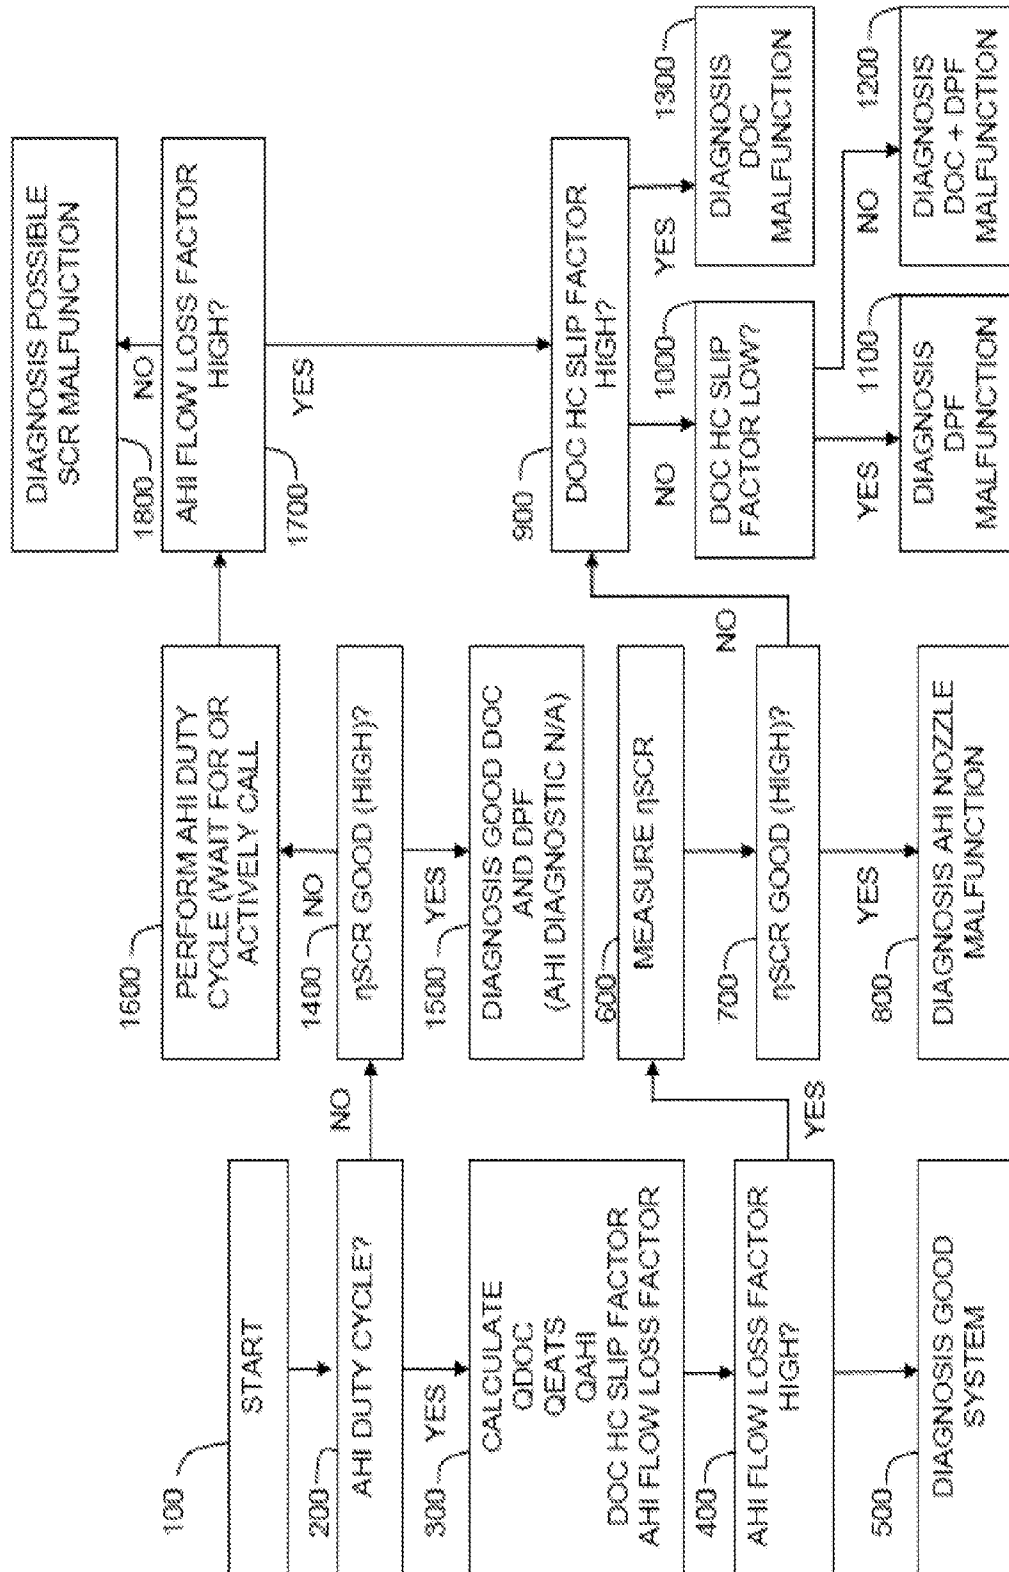 100
START
200
AHI DUTY CYCLE?
NO
YES
300
CALCULATE
QDOC
QEATS
QAHI
DOC HC SLIP FACTOR
AHI FLOW LOSS FACTOR
400
AHI FLOW LOSS FACTOR
HIGH?
YES
500
DIAGNOSIS GOOD
SYSTEM
1600
PERFORM AHI DUTY
CYCLE (WAIT FOR OR
ACTIVELY CALL
NO
1400
ηSCR GOOD (HIGH)?
YES
1500
DIAGNOSIS GOOD DOC
AND DPF
(AHI DIAGNOSTIC N/A)
600
MEASURE ηSCR
700
ηSCR GOOD (HIGH)?
NO
YES
800
DIAGNOSIS AHI NOZZLE
MALFUNCTION
DIAGNOSIS POSSIBLE
SCR MALFUNCTION
1800
NO
AHI FLOW LOSS FACTOR
HIGH?
1700
YES
900
DOC HC SLIP FACTOR
HIGH?
NO
YES
1000
DOC HC SLIP
FACTOR LOW?
1300
DIAGNOSIS
DOC
MALFUNCTION
YES
NO
1100
DIAGNOSIS
DPF
MALFUNCTION
1200
DIAGNOSIS
DOC + DPF
MALFUNCTION